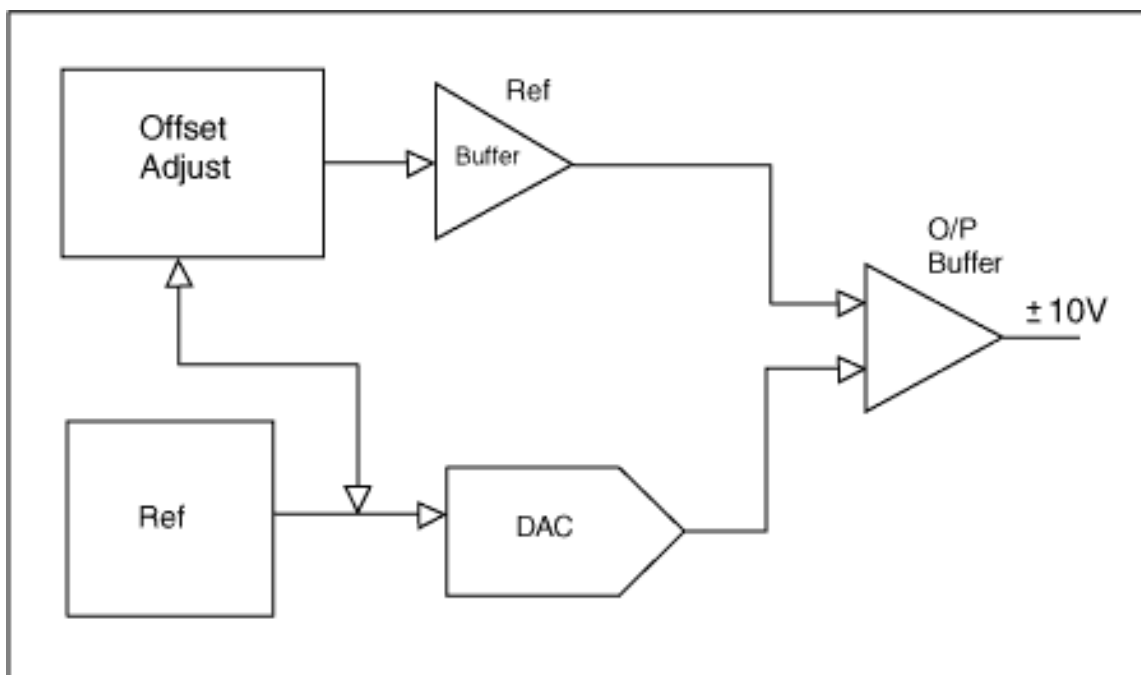 Offset
Adjust
Ref
Buffer
O/P
Buffer
± 10V
Ref
DAC